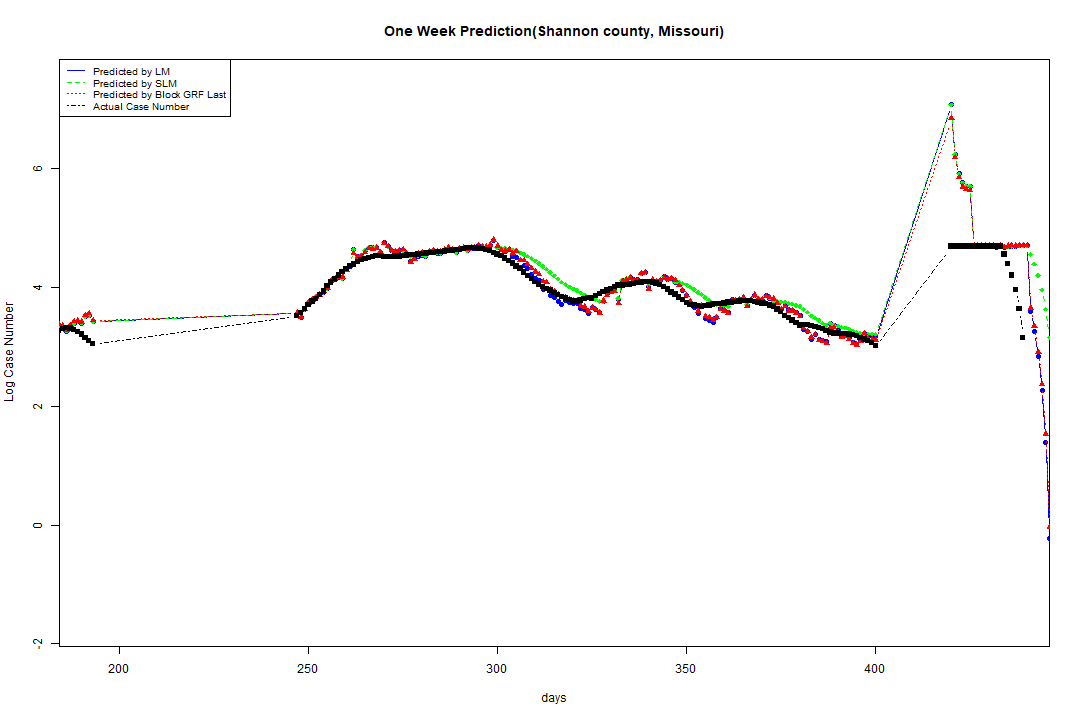 One Week Prediction(Shannon county, Missouri)
Predicted by LM
Predicted by SLM
Predicted by Block GRF Last
Actual Case Number
6
4
2
0
-2
Log Case Number
200 250 300 350 400
days